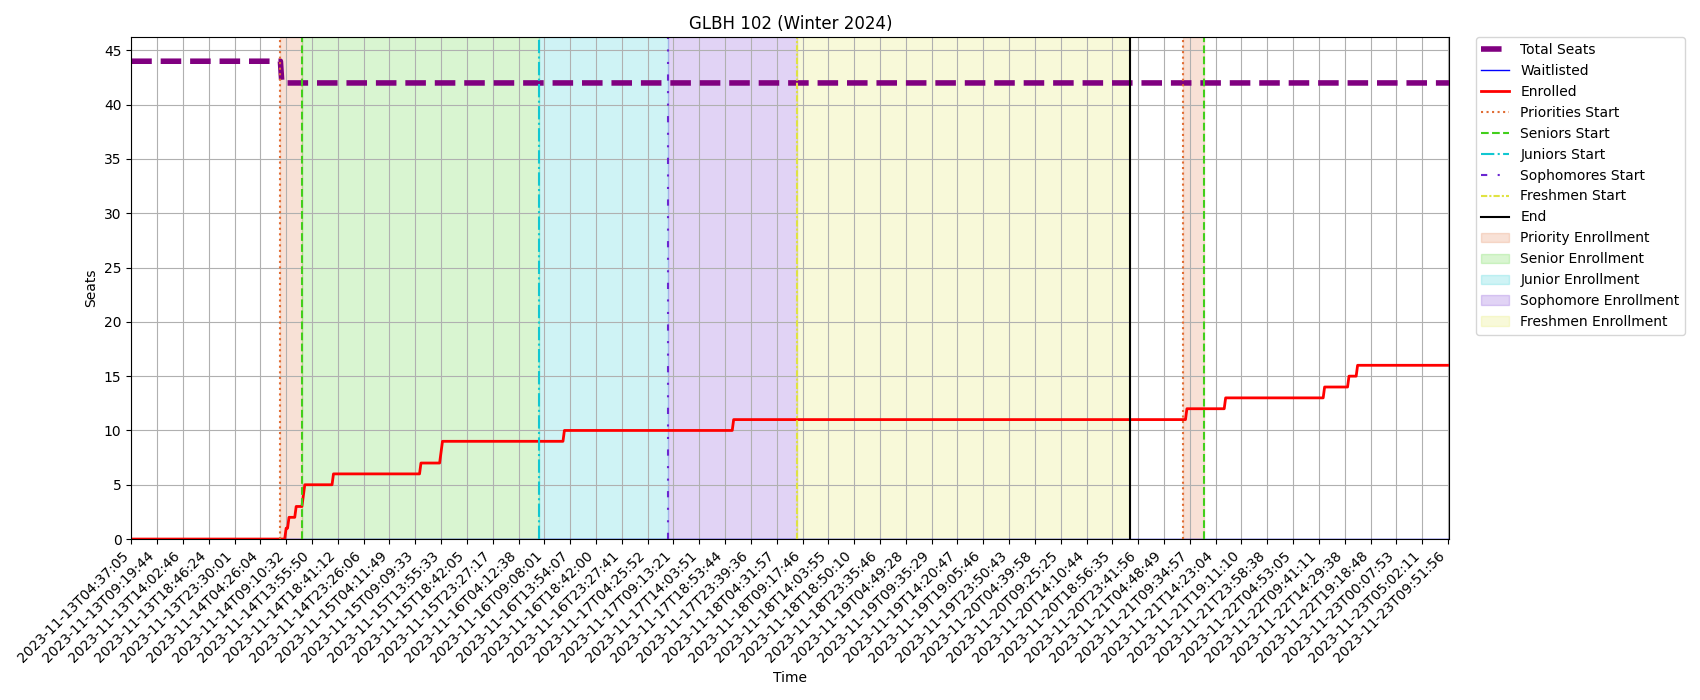 GLBH 102 (Winter 2024)
45
40
35
30
25
20
15
10
5
0
Seats
2023-11-13T04:37:05
2023-11-13T09:19:44
2023-11-13T14:02:46
2023-11-13T18:46:24
2023-11-13T23:30:01
2023-11-14T04:26:04
2023-11-14T09:10:32
2023-11-14T13:55:50
2023-11-14T18:41:12
2023-11-14T23:26:06
2023-11-15T04:11:49
2023-11-15T09:09:33
2023-11-15T13:55:33
2023-11-15T18:42:05
2023-11-15T23:27:17
2023-11-16T04:12:38
2023-11-16T09:08:01
2023-11-16T13:54:07
2023-11-16T18:42:00
2023-11-16T23:27:41
2023-11-17T04:25:52
2023-11-17T09:13:21
2023-11-17T14:03:51
2023-11-17T18:53:44
2023-11-17T23:39:36
2023-11-18T04:31:57
2023-11-18T09:17:46
2023-11-18T14:03:55
2023-11-18T18:50:10
2023-11-18T23:35:46
2023-11-19T04:49:28
2023-11-19T09:35:29
2023-11-19T14:20:47
2023-11-19T19:05:46
2023-11-19T23:50:43
2023-11-20T04:39:58
2023-11-20T09:25:25
2023-11-20T14:10:44
2023-11-20T18:56:35
2023-11-20T23:41:56
2023-11-21T04:48:49
2023-11-21T09:34:57
2023-11-21T14:23:04
2023-11-21T19:11:10
2023-11-21T23:58:38
2023-11-22T04:53:05
2023-11-22T09:41:11
2023-11-22T14:29:38
2023-11-22T19:18:48
2023-11-23T00:07:53
2023-11-23T05:02:11
2023-11-23T09:51:56
Time
Total Seats
Waitlisted
Enrolled
Priorities Start
Seniors Start
Juniors Start
Sophomores Start
Freshmen Start
End
Priority Enrollment
Senior Enrollment
Junior Enrollment
Sophomore Enrollment
Freshmen Enrollment